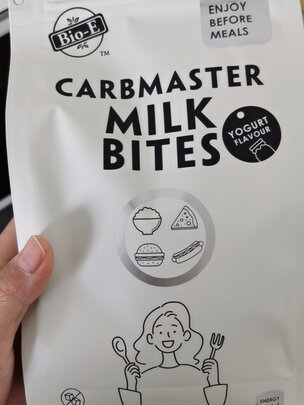 Bio-E
TM
ENJOY
BEFORE
MEALS
CARBMASTER
MILK
BITES
YOGURT
FLAVOUR
ENERGY